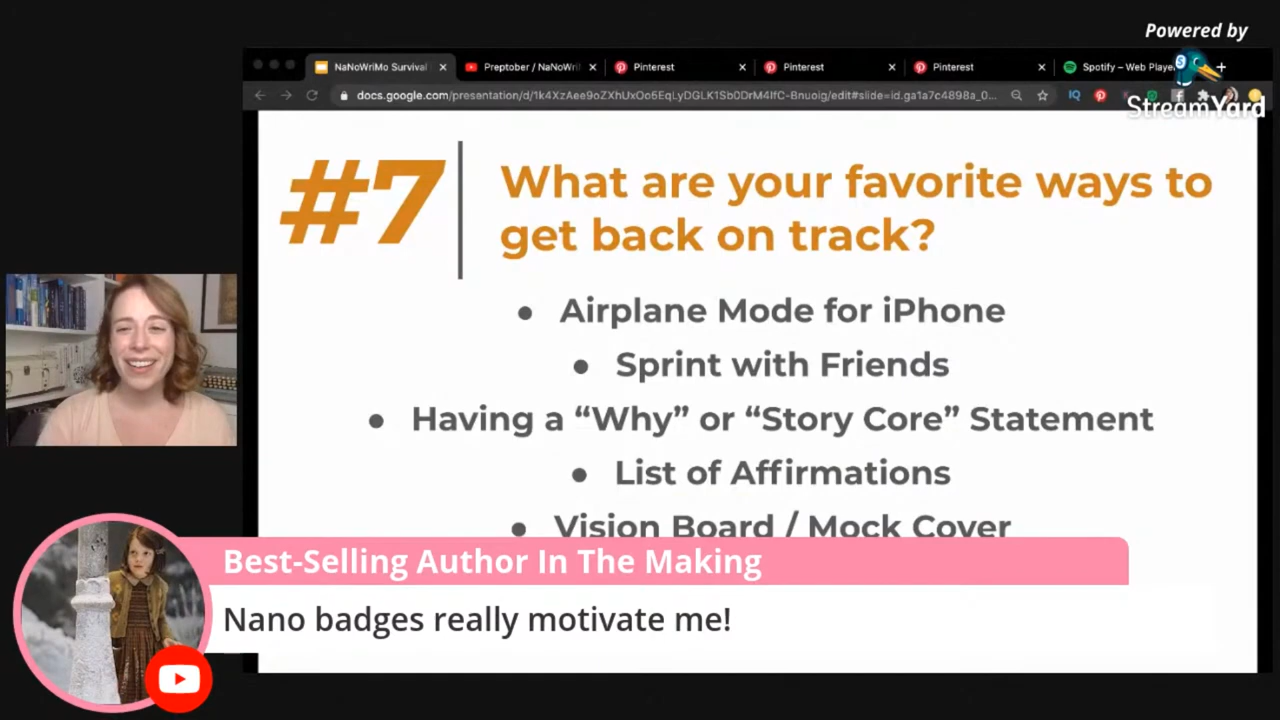 Powered by
StreamYard
NaNoWriMo Survival
Preptober / NaNoWri
Pinterest
Pinterest
Pinterest
Spotify – Web Playe
docs.google.com/presentation/d/1k4XzAee9oZXhUxOo6EqLyDGLK1Sb0DrM4IfC-Bnuoig/edit#slide=id.ga1a7c4898a_0...
#7
What are your favorite ways to
get back on track?
● Airplane Mode for iPhone
● Sprint with Friends
● Having a “Why” or “Story Core” Statement
● List of Affirmations
● Vision Board / Mock Cover
Best-Selling Author In The Making
Nano badges really motivate me!